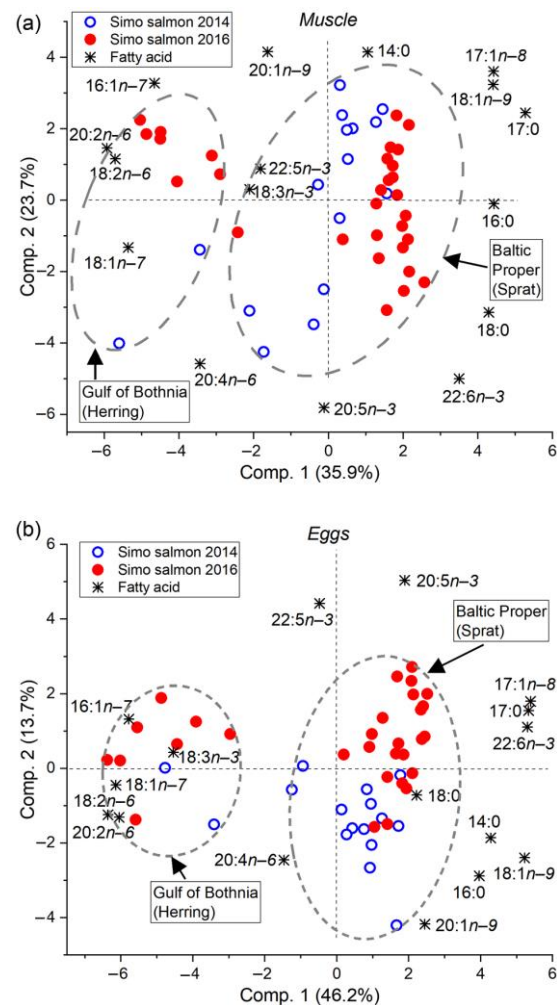 (a)
Muscle
Simo salmon 2014
Simo salmon 2016
Fatty acid
20:1n–9
14:0
17:1n–8
18:1n–9
17:0
16:1n–7
20:2n–6
18:2n–6
22:5n–3
18:3n–3
16:0
18:1n–7
Baltic
Proper
(Sprat)
18:0
Gulf of Bothnia
(Herring)
20:4n–6
20:5n–3
22:6n–3
Comp. 2 (23.7%)
4
2
0
–2
–4
–6
–6
–4
–2
0
2
4
6
Comp. 1 (35.9%)
(b)
Eggs
Simo salmon 2014
Simo salmon 2016
Fatty acid
20:5n–3
22:5n–3
Baltic Proper
(Sprat)
16:1n–7
17:1n–8
17:0
22:6n–3
18:3n–3
18:1n–7
18:2n–6
20:2n–6
18:0
14:0
20:4n–6
18:1n–9
16:0
Gulf of Bothnia
(Herring)
20:1n–9
Comp. 2 (13.7%)
6
4
2
0
–2
–4
–6
–4
–2
0
2
4
6
Comp. 1 (46.2%)